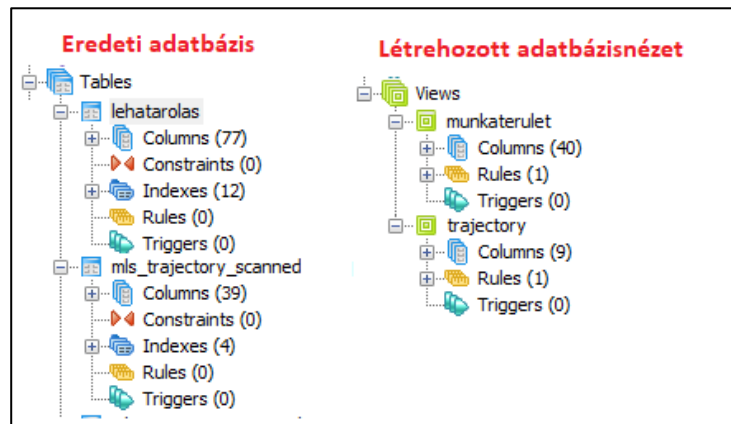 Eredeti adatbázis
Tables
lehatarolas
Columns (77)
Constraints (0)
Indexes (12)
Rules (0)
Triggers (0)
mls_trajectory_scanned
Columns (39)
Constraints (0)
Indexes (4)
Rules (0)
Triggers (0)
Létrehozott adatbázisnézet
Views
munkaterulet
Columns (40)
Rules (1)
Triggers (0)
trajectory
Columns (9)
Rules (1)
Triggers (0)